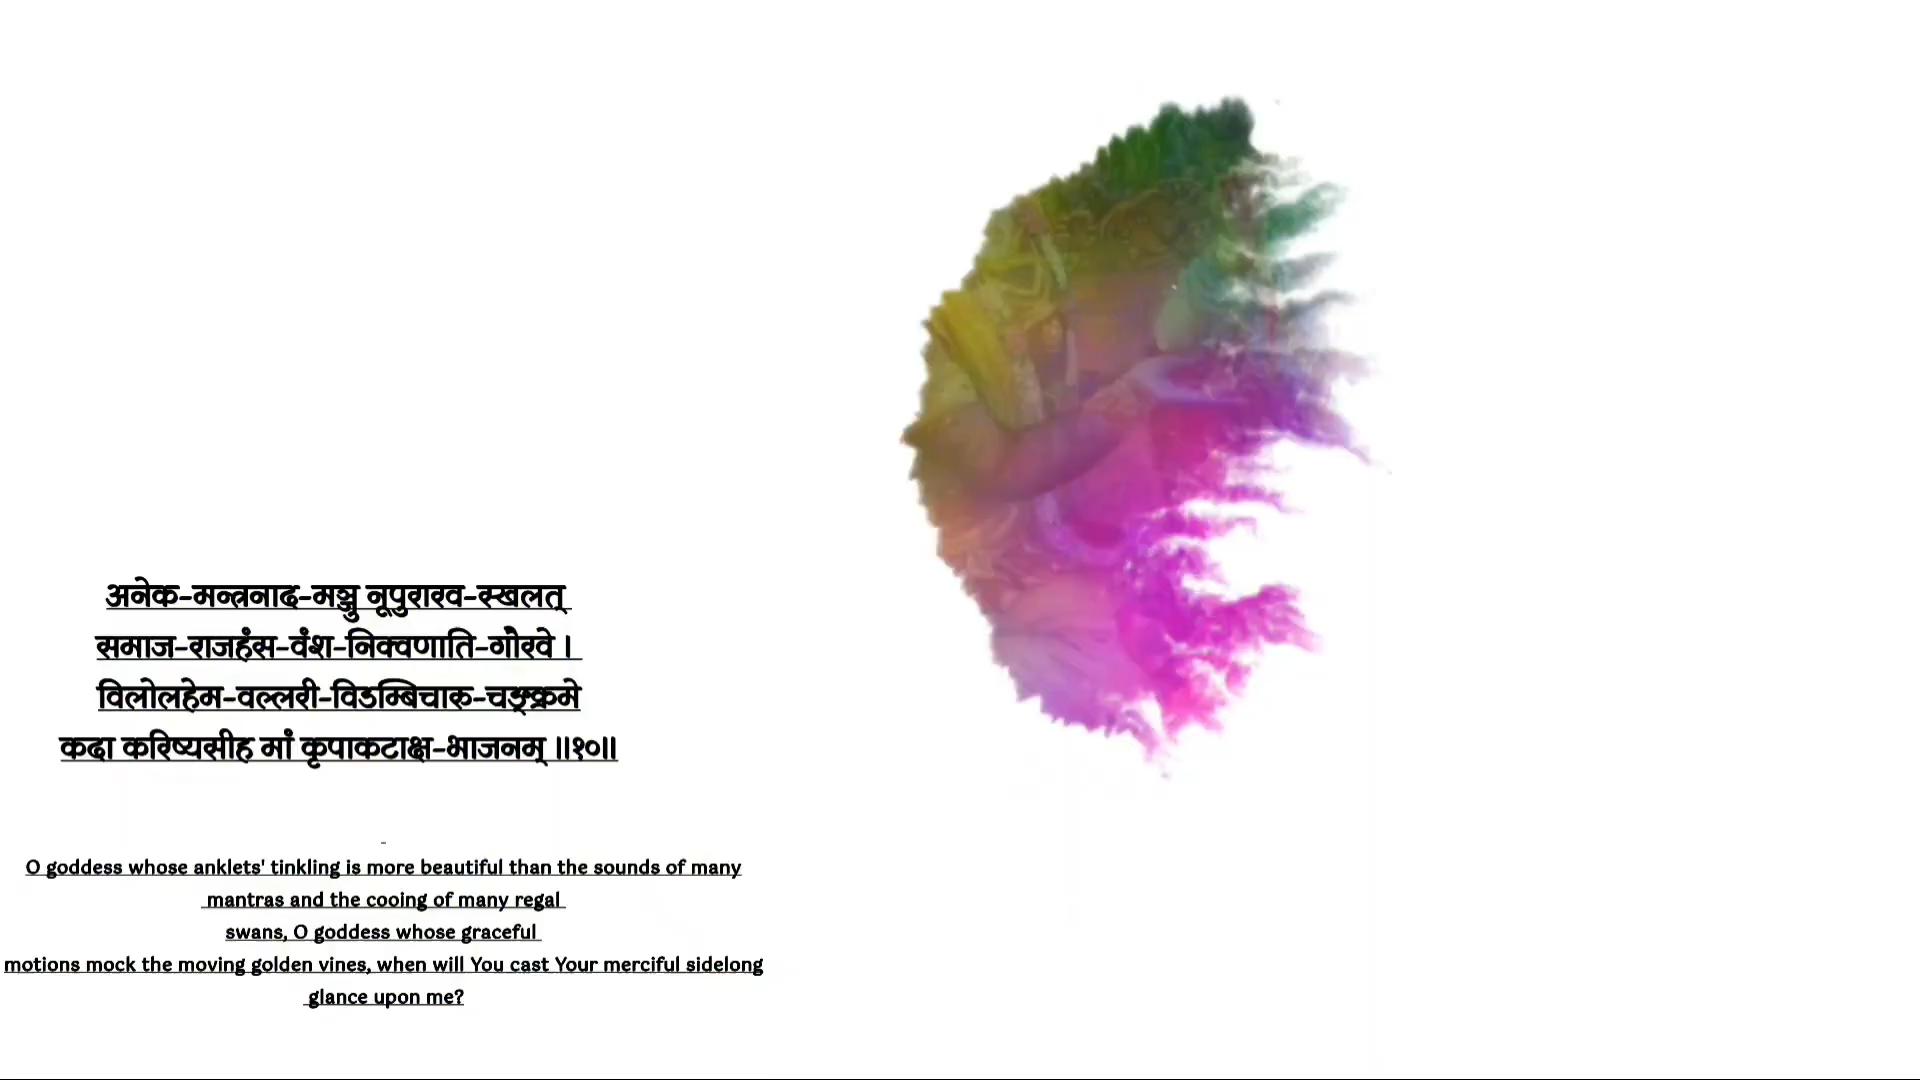 अनेक-मन्त्रनाद-मञ्जु नूपुरारव-स्खलत्
समाज-राजहंस-वंश-निक्वणाति-गौरवे ।
विलोलहेम-वल्लरी-विडम्बिचारु-चङ्क्रमे
कदा करिष्यसीह मां कृपाकटाक्ष-भाजनम् ॥१०॥
-
O goddess whose anklets' tinkling is more beautiful than the sounds of many
mantras and the cooing of many regal
swans, O goddess whose graceful
motions mock the moving golden vines, when will You cast Your merciful sidelong
glance upon me?